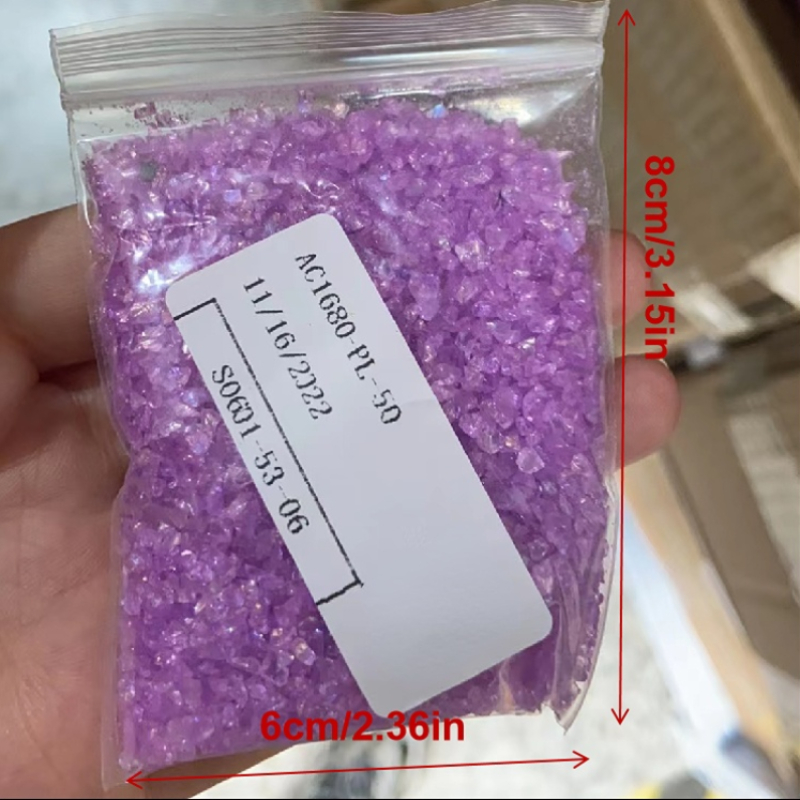 AC1680-PL-50
11/16/2022
S0601-53-06
8cm/3.15in
6cm/2.36in